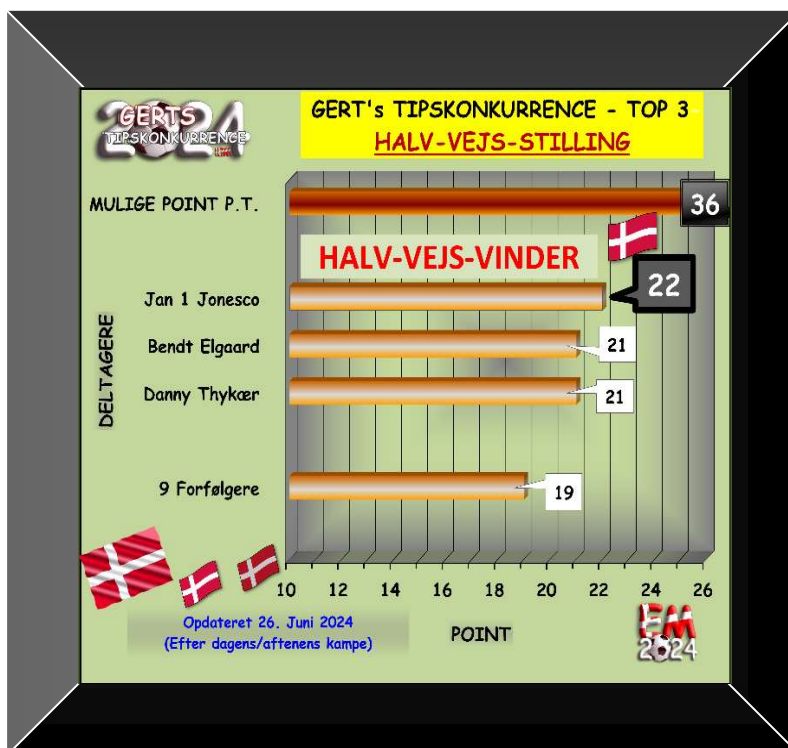 GERTS
2024
TIPSKONKURRENCE
GERT's TIPSKONKURRENCE - TOP 3
HALV-VEJS-STILLING
MULIGE POINT P.T.
36
HALV-VEJS-VINDER
Jan 1 Jonesco
22
Bendt Elgaard
21
Danny Thykær
21
9 Forfølgere
19
DELTAGERE
10 12 14 16 18 20 22 24 26
POINT
Opdateret 26. Juni 2024
(Efter dagens/aftenens kampe)
EM
2024